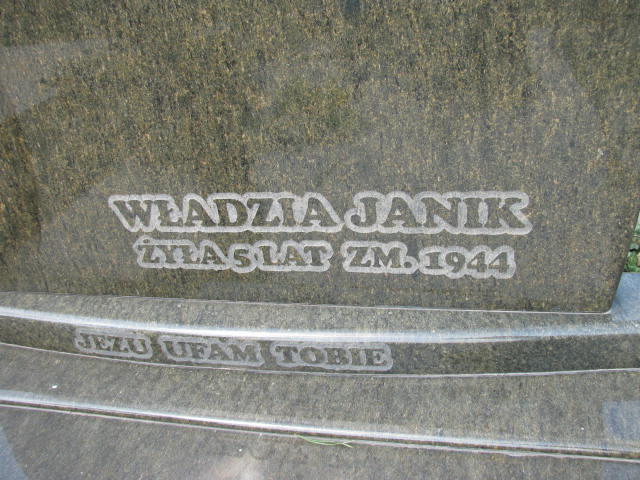 WŁADZIA JANIK
ŻYŁA 5 LAT ZM. 1944
JEZU UFAM TOBIE